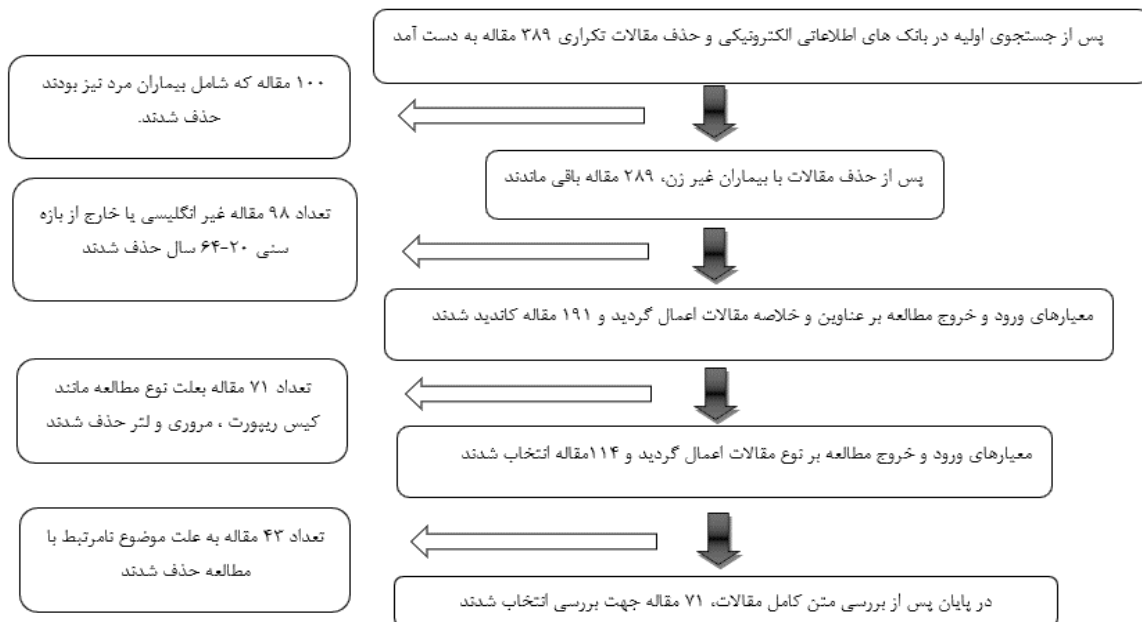 پس از جستجوی اولیه در بانک های اطلاعاتی الکترونیکی و حذف مقالات تکراری ۳۸۹ مقاله به دست آمد
۱۰۰ مقاله که شامل بیماران مرد نیز بودند
حذف شدند.
پس از حذف مقالات با بیماران غیر زن، ۲۸۹ مقاله باقی ماندند
تعداد ۹۸ مقاله غیر انگلیسی یا خارج از بازه
سنی ۲۰-۶۴ سال حذف شدند
معیارهای ورود و خروج مطالعه بر عناوین و خلاصه مقالات اعمال گردید و ۱۹۱ مقاله کاندید شدند
تعداد ۷۱ مقاله بعلت نوع مطالعه مانند
کیس ریپورت ، مروری و لتر حذف شدند
معیارهای ورود و خروج مطالعه بر نوع مقالات اعمال گردید و ۱۱۴مقاله انتخاب شدند
تعداد ۴۳ مقاله به علت موضوع نامرتبط با
مطالعه حذف شدند
در پایان پس از بررسی متن کامل مقالات، ۷۱ مقاله جهت بررسی انتخاب شدند